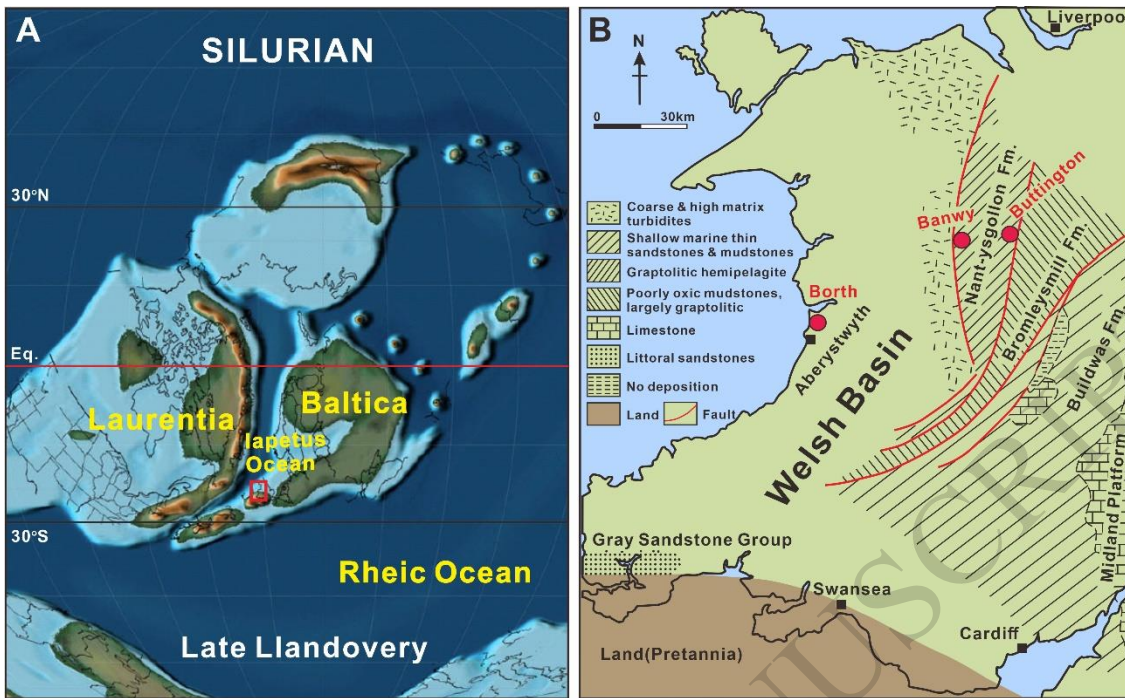 A
SILURIAN
30°N
Eq.
Laurentia
Baltica
Iapetus
Ocean
30°S
Rheic Ocean
Late Llandovery
B
N
0 30km
Liverpoo
Coarse & high matrix
turbidites
Shallow marine thin
sandstones & mudstones
Graptolitic hemipelagite
Poorly oxic mudstones,
largely graptolitic
Limestone
Littoral sandstones
No deposition
Land
Fault
Banwy
Buttington
Nant-ysgollon Fm.
Bromleysmill Fm.
Buildwas Fm.
Borth
Aberystwyth
Welsh Basin
Midland Platform
Gray Sandstone Group
Swansea
Land(Pretannia)
Cardiff
USCRIP